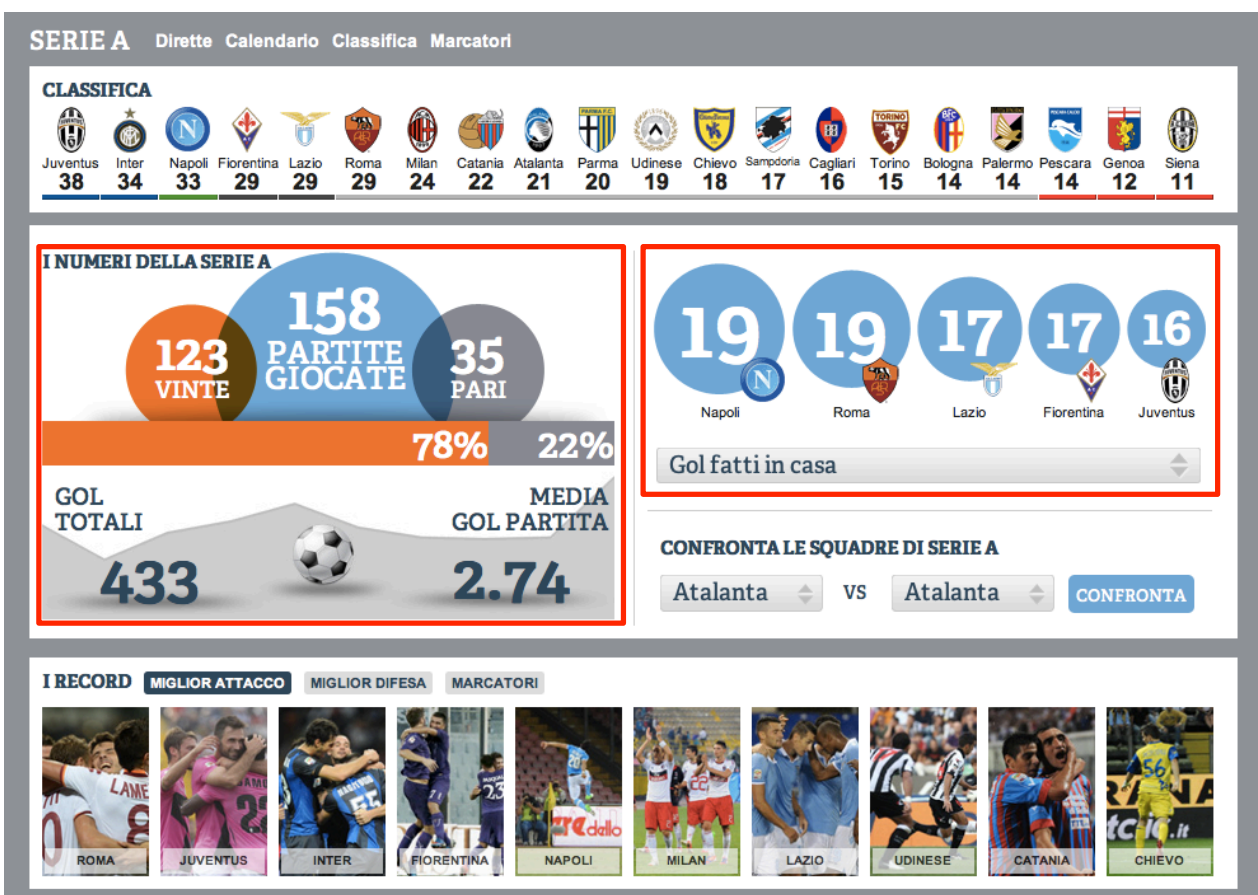 SERIE A Dirette Calendario Classifica Marcatori
CLASSIFICA
Juventus Inter Napoli Fiorentina Lazio Roma Milan Catania Atalanta Parma Udinese Chievo Sampdoria Cagliari Torino Bologna Palermo Pescara Genoa Siena
38 34 33 29 29 29 24 22 21 20 19 18 17 16 15 14 14 14 12 11
I NUMERI DELLA SERIE A
158
PARTITE
GIOCATE
123
VINTE
35
PARI
78% 22%
GOL
TOTALI
433
MEDIA
GOL PARTITA
2.74
19 19 17 17 16
Napoli Roma Lazio Fiorentina Juventus
Gol fatti in casa
CONFRONTA LE SQUADRE DI SERIE A
Atalanta VS Atalanta CONFRONTA
I RECORD MIGLIOR ATTACCO MIGLIOR DIFESA MARCATORI
ROMA JUVENTUS INTER FIORENTINA NAPOLI MILAN LAZIO UDINESE CATANIA CHIEVO